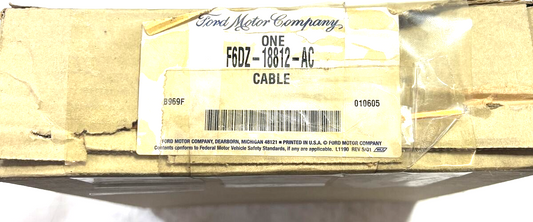 Ford Motor Company
ONE
F6DZ-18812-AC
CABLE
B969F 010605
FORD MOTOR COMPANY, DEARBORN, MICHIGAN 48121 • PRINTED IN U.S.A. © FORD MOTOR COMPANY
Contents conform to Federal Motor Vehicle Safety Standards, if any are applicable. L1190 REV 5/01